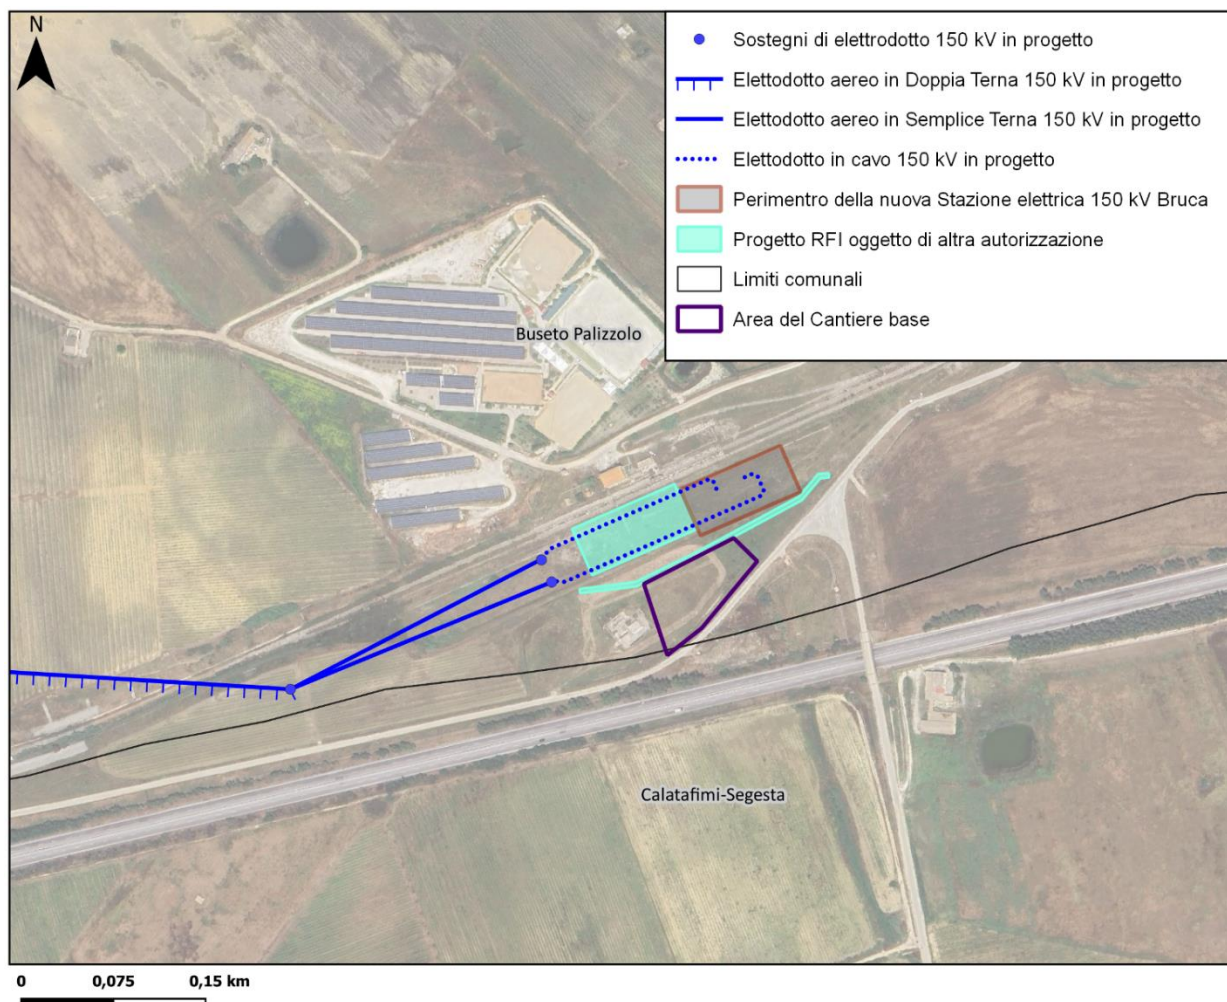 N
Sostegni di elettrodotto 150 kV in progetto
Elettodotto aereo in Doppia Terna 150 kV in progetto
Elettodotto aereo in Semplice Terna 150 kV in progetto
Elettodotto in cavo 150 kV in progetto
Perimentro della nuova Stazione elettrica 150 kV Bruca
Progetto RFI oggetto di altra autorizzazione
Limiti comunali
Area del Cantiere base
Buseto Palizzolo
Calatafimi-Segesta
0 0,075 0,15 km